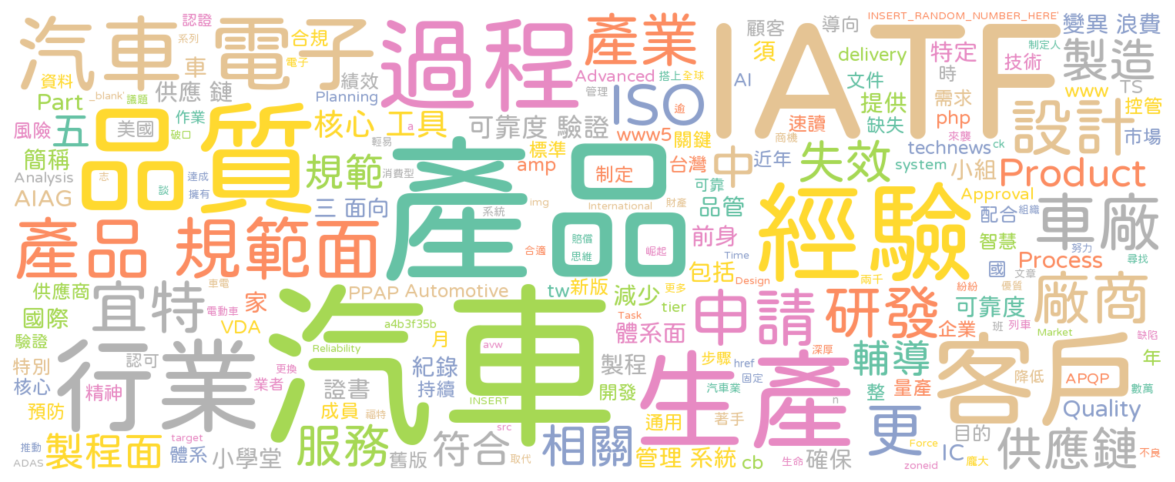 汽車 電子
過程
產業
IATF
製造
設計
ISO
品質
產品
經驗
失效
Product
車廠
產品 規範面
規範
核心 工具
可靠度 驗證
中
宜特
行業
汽車
生產
申請
研發
客戶
廠商
供應鏈
輔導
更
相關
服務
符合
製程面
認證
系列
合規
電子
車
資料
績效
供應 鏈
Part
_blank'
議題
作業
Planning
管理
Advanced
搭上
全球
AI
顧客
導向
INSERT_RANDOM_NUMBER_HERE'
須
delivery
特定
變異 浪費
技術
制定人
文件
時
www
TS
控管
需求
提供
php
市場
速讀
商機
缺失
來襲
technews
ck
風險
五
美國
破口
簡稱
Analysis
AIAG
志
達成
談
擁有
三 面向
輕易
a
消費型
標準
amp
www5
關鍵
逾
制定
台灣
近年
system
小組
Approval
可靠
品管
International
財產
img
系統
合適
賠償
思維
崛起
前身
Time
配合
組織
智慧
努力
國
Process
尋找
文章
供應商
國際
驗證
車電
電動車
家
VDA
PPAP
Automotive
tw
新版
減少
包括
更多
tier
Design
兩千
紛紛
優質
可靠度
企業
班
列車
Market
缺陷
年
a4b3f35b
Reliability
avw
Task
體系面
月
特別
核心
認可
精神
業者
更換
紀錄
持續
證書
INSERT
製程
開發
步驟
href
深厚
汽車業
固定
通用
著手
n
整
量產
降低
APQP
數萬
Quality
預防
成員
福特
src
取代
舊版
推動
ADAS
target
體系
小學堂
管理 系統
cb
生命
確保
Force
zoneid
目的
IC
龐大
不良